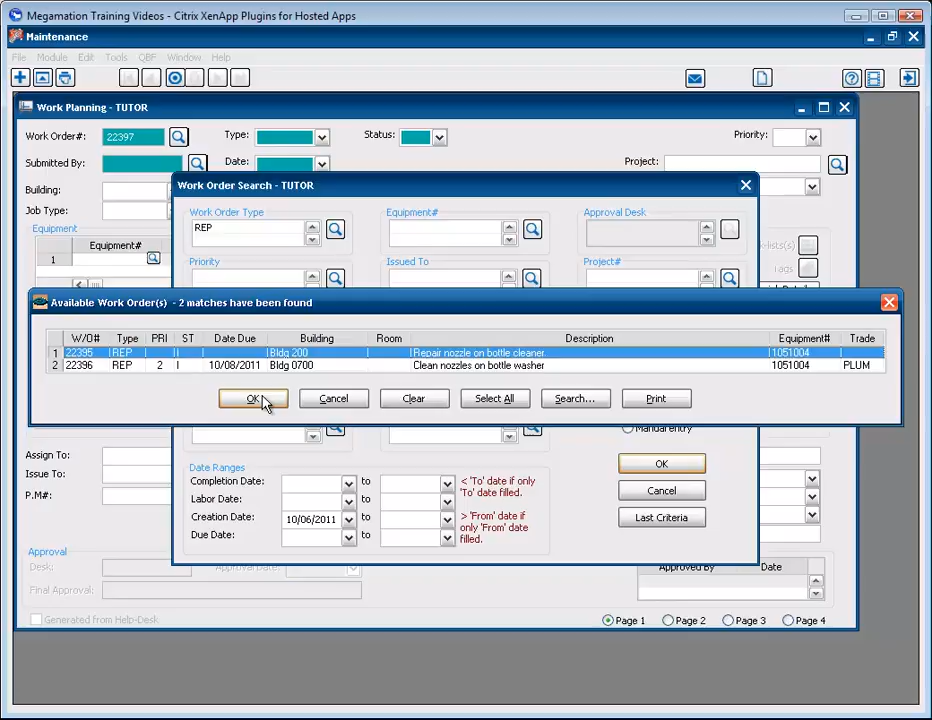 Megamation Training Videos - Citrix XenApp Plugins for Hosted Apps
Maintenance
File Module Edit Tools QBF Window Help
Work Planning - TUTOR
Work Order#: 22397 Type: Status: Priority:
Submitted By: Date: Project:
Building:
Job Type:
Equipment
Equipment#
1
Work Order Search - TUTOR
Work Order Type Equipment# Approval Desk
REP
Priority Issued To Project#
Available Work Order(s) - 2 matches have been found
W/O# Type PRI ST Date Due Building Room Description Equipment# Trade
1 22395 REP I Bldg 200 Repair nozzle on bottle cleaner. 1051004
2 22396 REP 2 I 10/08/2011 Bldg 0700 Clean nozzles on bottle washer 1051004 PLUM
OK Cancel Clear Select All Search... Print
Manual entry
Assign To:
Issue To:
P.M#:
Date Ranges
Completion Date: to
Labor Date: to
Creation Date: 10/06/2011 to
Due Date: to
< 'To' date if only
'To' date filled.
> 'From' date if
only 'From' date
filled.
OK
Cancel
Last Criteria
Approval
Desk: Approval Date:
Final Approval:
Approved By Date
Generated from Help-Desk
Page 1 Page 2 Page 3 Page 4